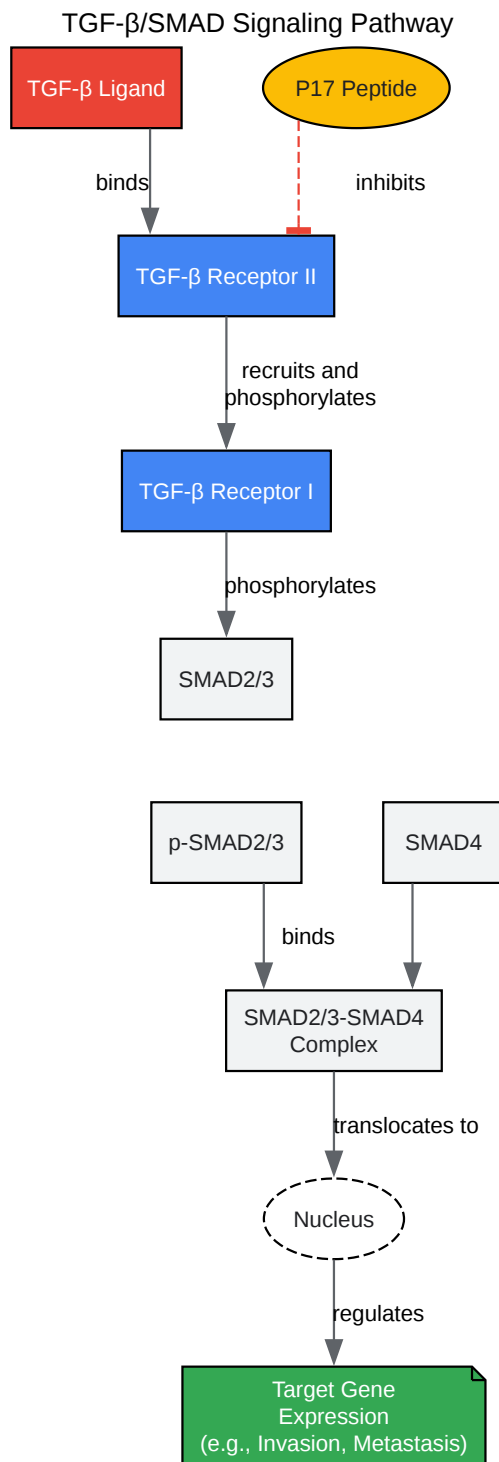 TGF-β/SMAD Signaling Pathway
TGF-β Ligand
P17 Peptide
binds
inhibits
TGF-β Receptor II
recruits and
phosphorylates
TGF-β Receptor I
phosphorylates
SMAD2/3
p-SMAD2/3
SMAD4
binds
SMAD2/3-SMAD4
Complex
translocates to
Nucleus
regulates
Target Gene
Expression
(e.g., Invasion, Metastasis)